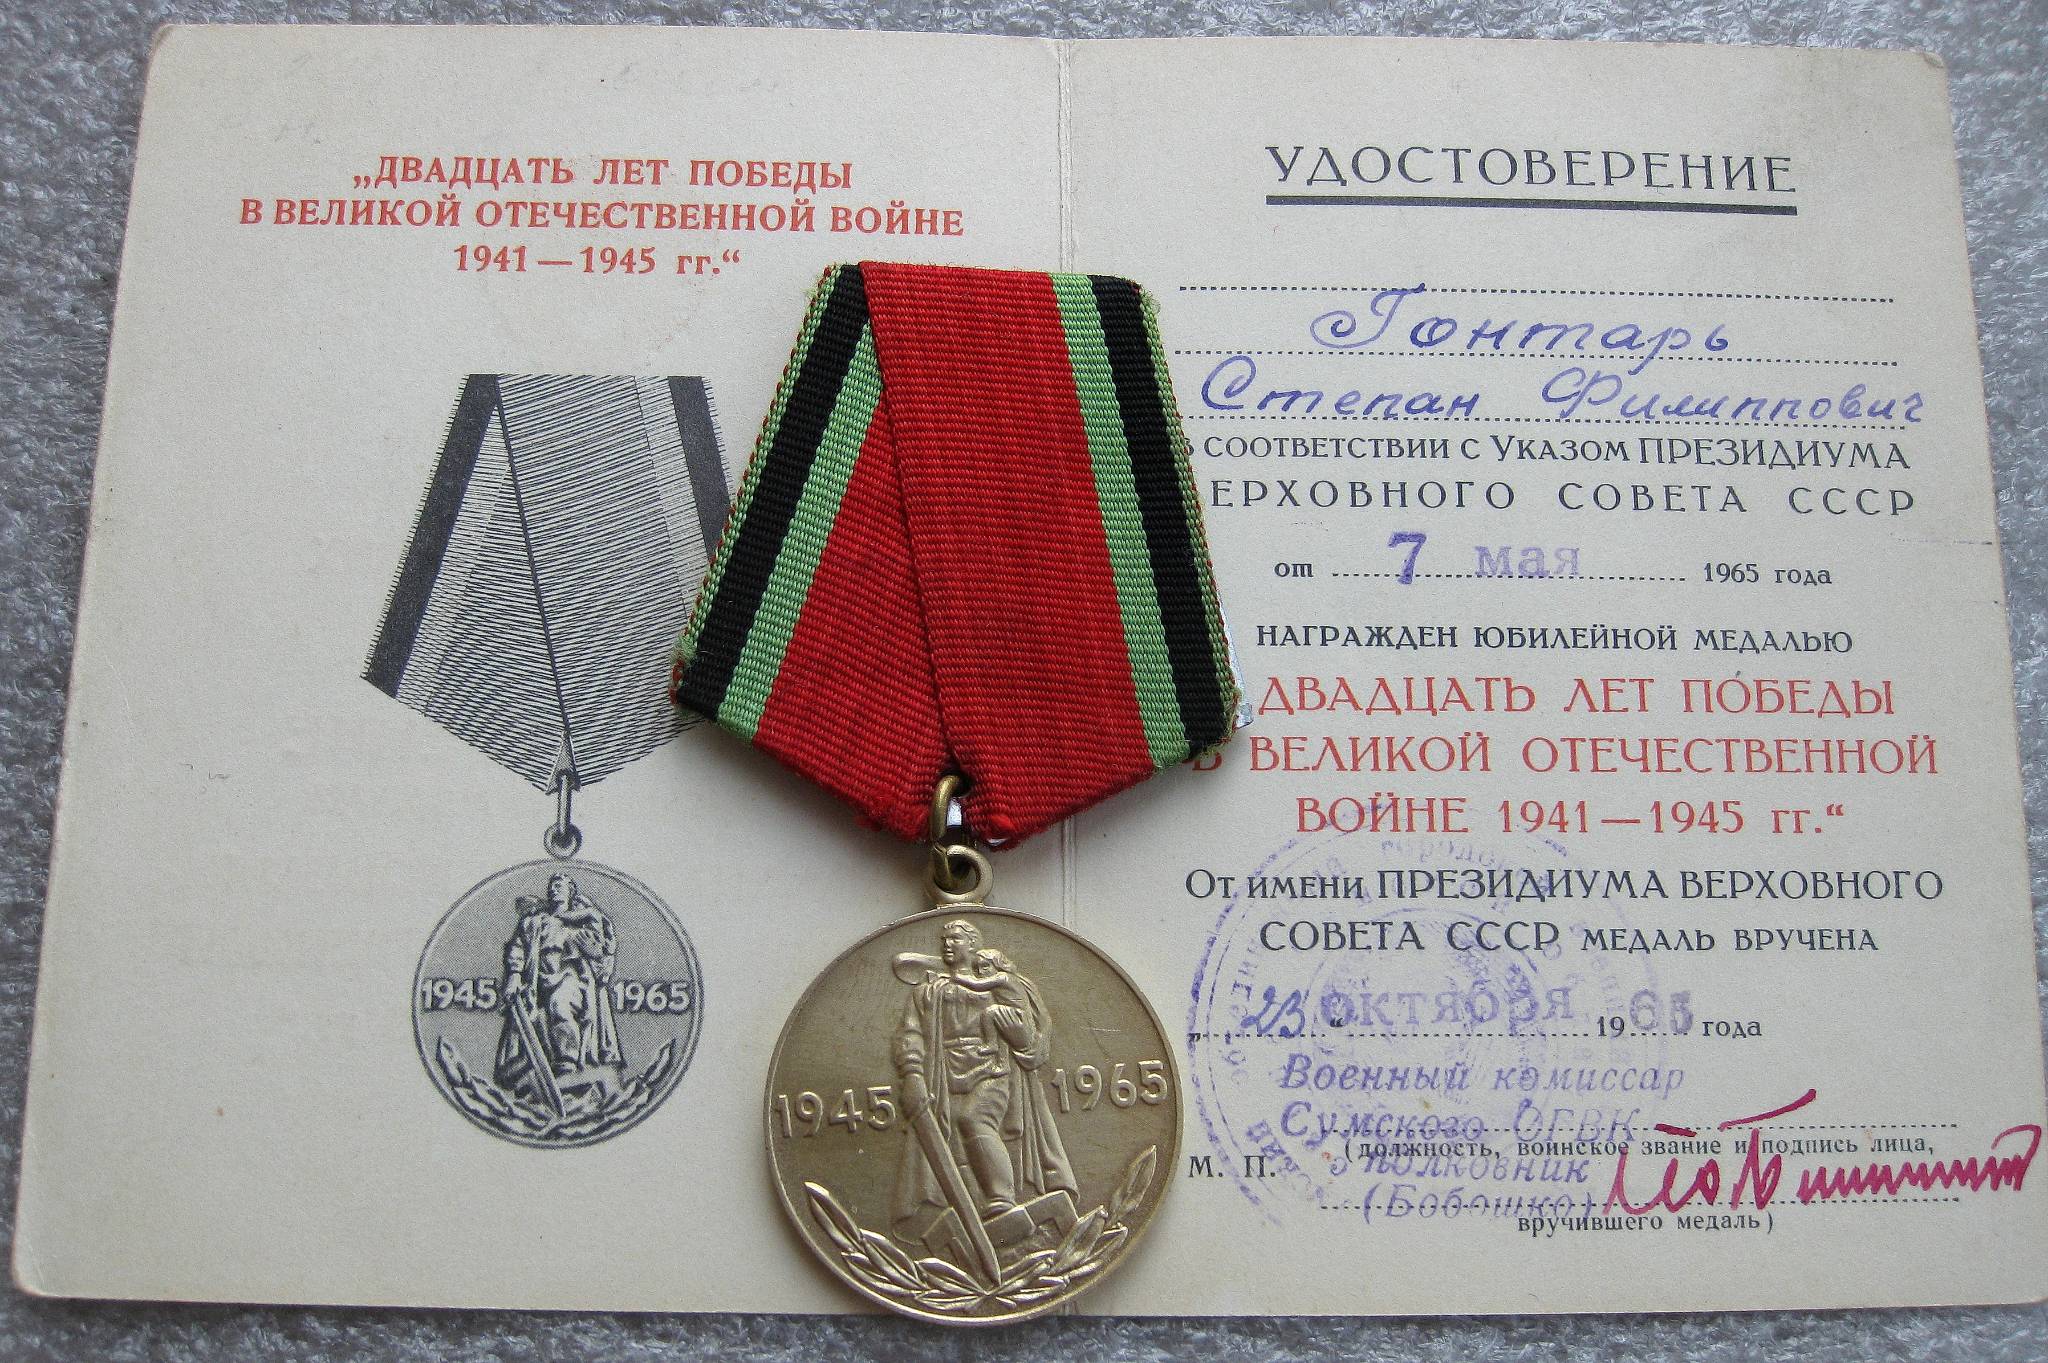 „ДВАДЦАТЬ ЛЕТ ПОБЕДЫ
В ВЕЛИКОЙ ОТЕЧЕСТВЕННОЙ ВОЙНЕ
1941—1945 гг.“
1945 1965
1945 1965
УДОСТОВЕРЕНИЕ
Гонтарь
Степан Филиппович
В СООТВЕТСТВИИ С УКАЗОМ ПРЕЗИДИУМА
ЕРХОВНОГО СОВЕТА СССР
от 7 мая 1965 года
НАГРАЖДЕН ЮБИЛЕЙНОЙ МЕДАЛЬЮ
ДВАДЦАТЬ ЛЕТ ПОБЕДЫ
В ВЕЛИКОЙ ОТЕЧЕСТВЕННОЙ
ВОЙНЕ 1941—1945 гг.“
ОТ ИМЕНИ ПРЕЗИДИУМА ВЕРХОВНОГО
СОВЕТА СССР МЕДАЛЬ ВРУЧЕНА
„23“ октября 1965 года
Военный комиссар
Сумского ОГВК
(должность, воинское звание и подпись лица,
М. П. полковник
(Бобошко)
вручившего медаль)